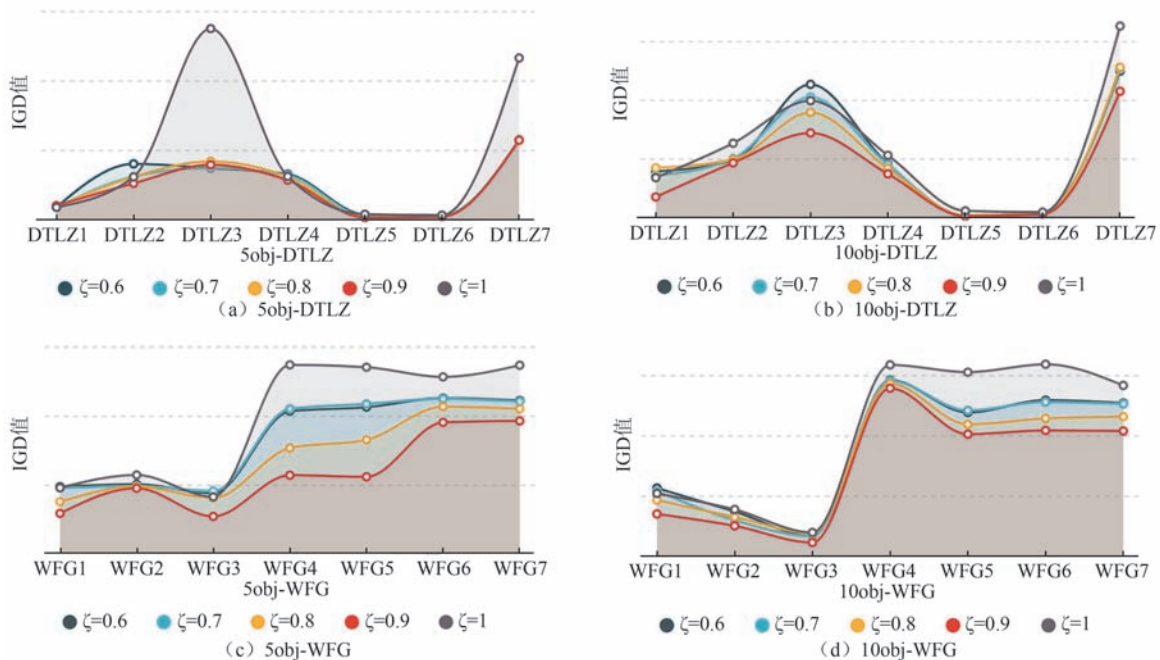 IGD值
DTLZ1 DTLZ2 DTLZ3 DTLZ4 DTLZ5 DTLZ6 DTLZ7
5obj-DTLZ
ζ=0.6 ζ=0.7 ζ=0.8 ζ=0.9 ζ=1
（a）5obj-DTLZ
IGD值
DTLZ1 DTLZ2 DTLZ3 DTLZ4 DTLZ5 DTLZ6 DTLZ7
10obj-DTLZ
ζ=0.6 ζ=0.7 ζ=0.8 ζ=0.9 ζ=1
（b）10obj-DTLZ
IGD值
WFG1 WFG2 WFG3 WFG4 WFG5 WFG6 WFG7
5obj-WFG
ζ=0.6 ζ=0.7 ζ=0.8 ζ=0.9 ζ=1
（c）5obj-WFG
IGD值
WFG1 WFG2 WFG3 WFG4 WFG5 WFG6 WFG7
10obj-WFG
ζ=0.6 ζ=0.7 ζ=0.8 ζ=0.9 ζ=1
（d）10obj-WFG